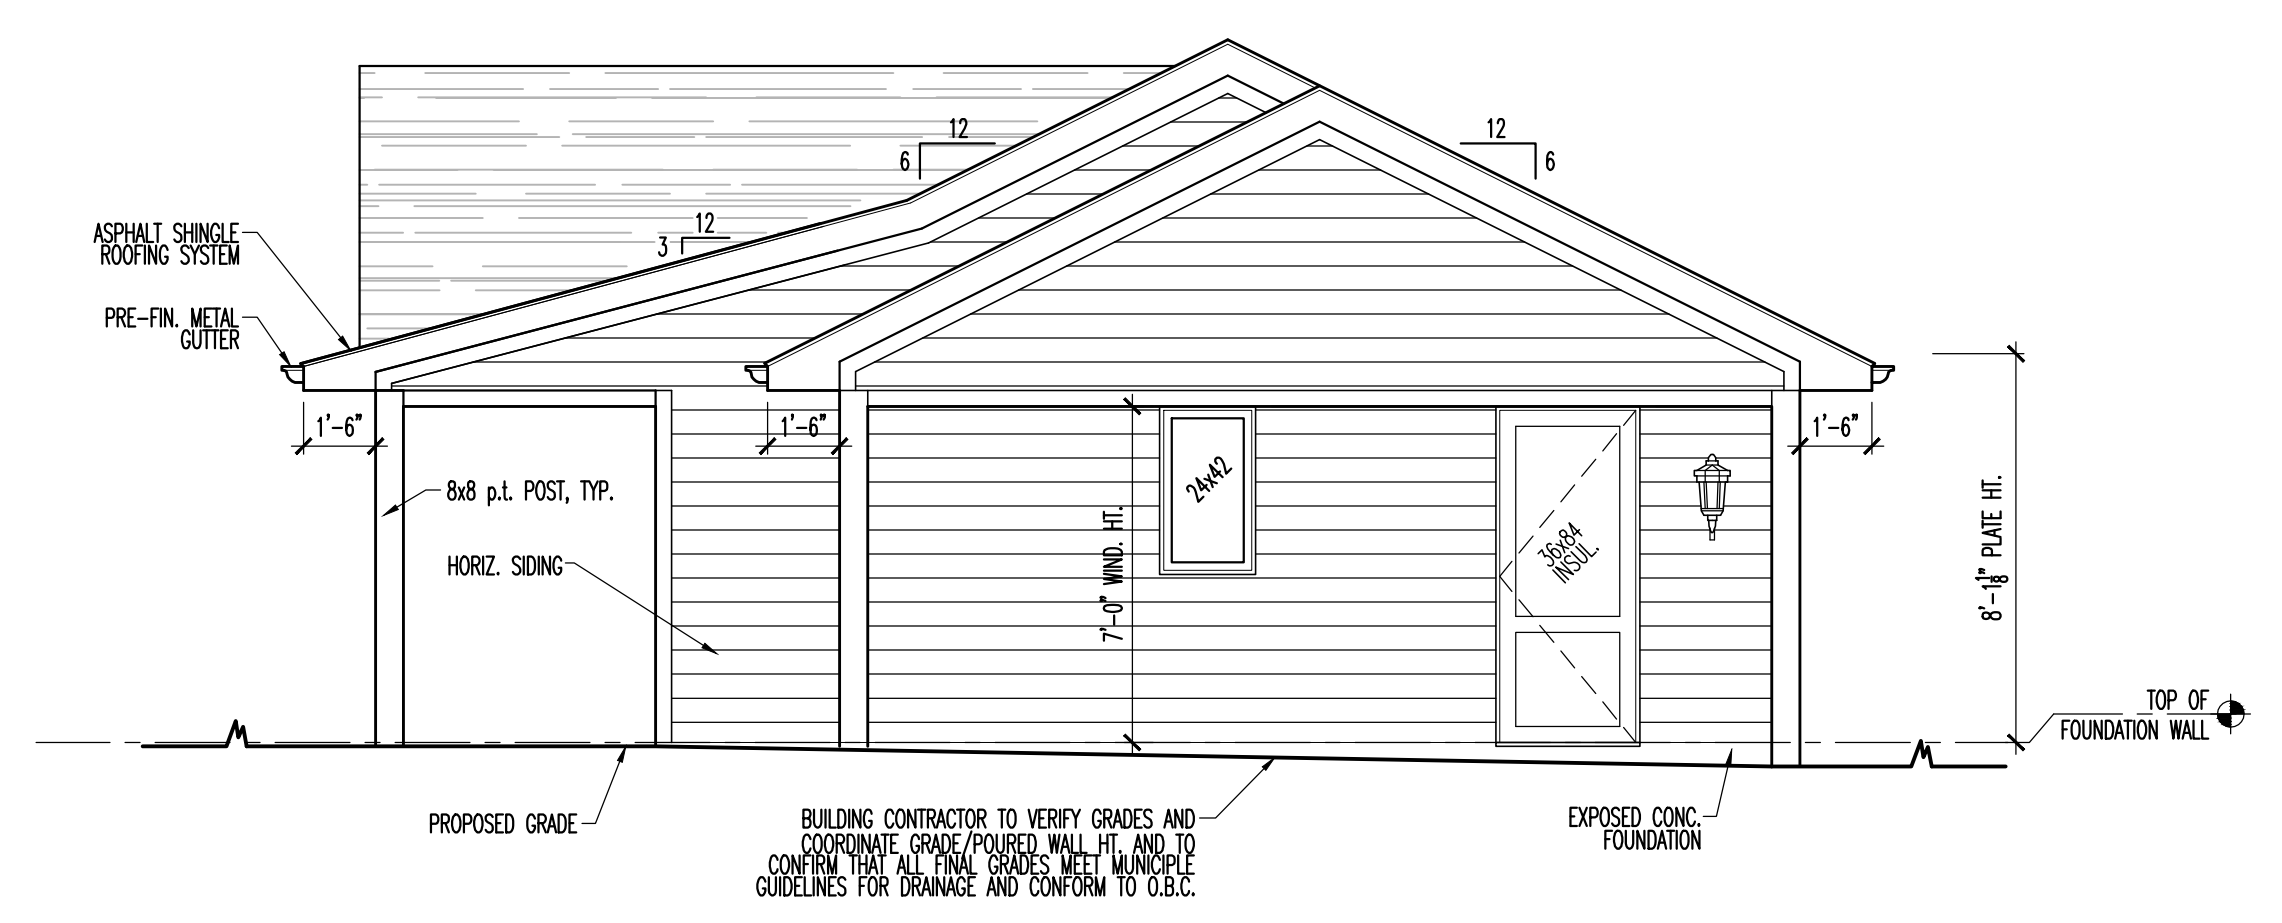 12
6
12
6
12
3
ASPHALT SHINGLE
ROOFING SYSTEM
PRE-FIN. METAL
GUTTER
1'-6"
1'-6"
1'-6"
8x8 p.t. POST, TYP.
24x42
36x84
INSUL.
HORIZ. SIDING
7'-0" WIND. HT.
8'-1 1/8" PLATE HT.
TOP OF
FOUNDATION WALL
PROPOSED GRADE
BUILDING CONTRACTOR TO VERIFY GRADES AND
COORDINATE GRADE/POURED WALL HT. AND TO
CONFIRM THAT ALL FINAL GRADES MEET MUNICIPLE
GUIDELINES FOR DRAINAGE AND CONFORM TO O.B.C.
EXPOSED CONC.
FOUNDATION